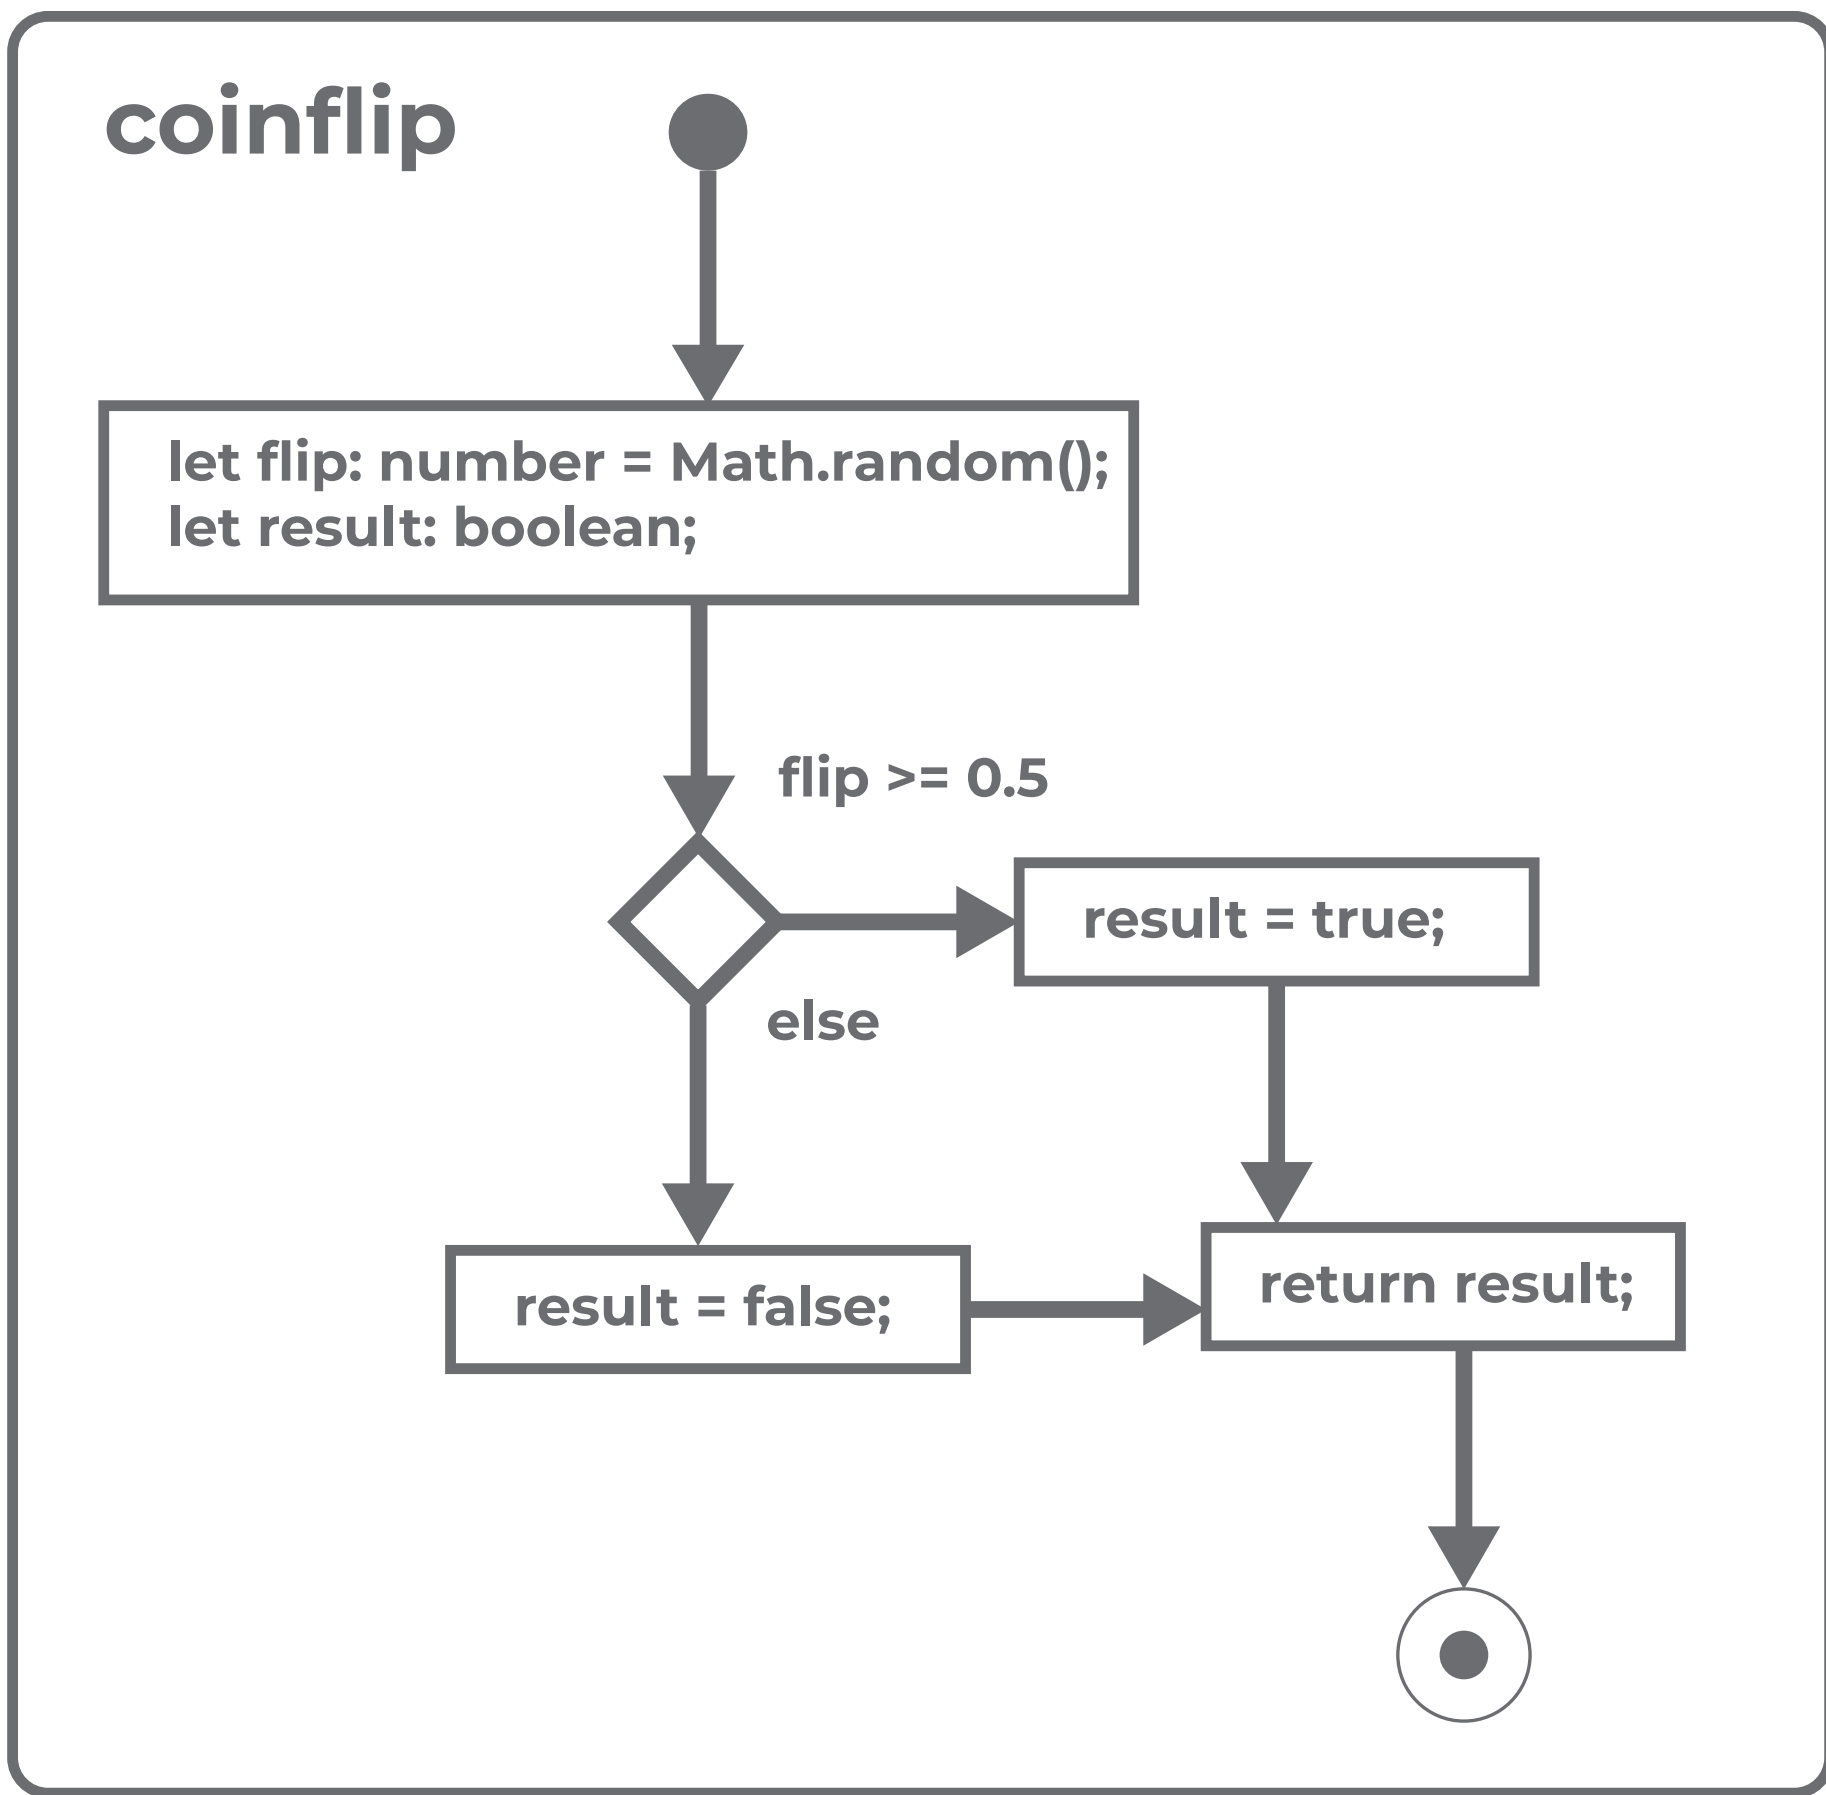 coinflip
let flip: number = Math.random();
let result: boolean;
flip >= 0.5
result = true;
else
result = false;
return result;